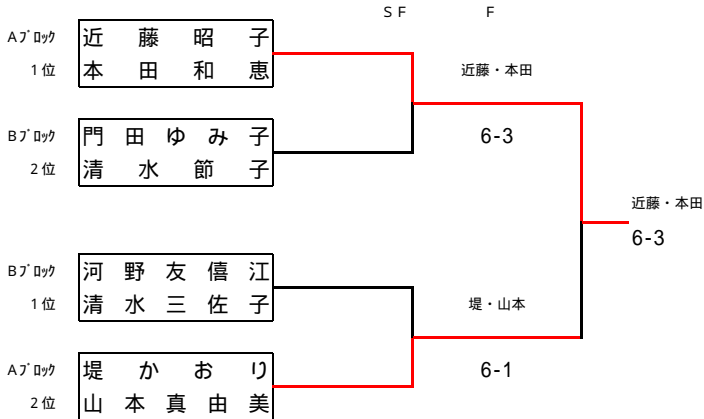 ＳＦ Ｆ
Aﾌﾞﾛｯｸ 近藤昭子
1位 本田和恵
近藤・本田
Bﾌﾞﾛｯｸ 門田ゆみ子
6-3
2位 清水節子
近藤・本田
6-3
Bﾌﾞﾛｯｸ 河野友僖江
1位 清水三佐子
堤・山本
Aﾌﾞﾛｯｸ 堤かおり
6-1
2位 山本真由美